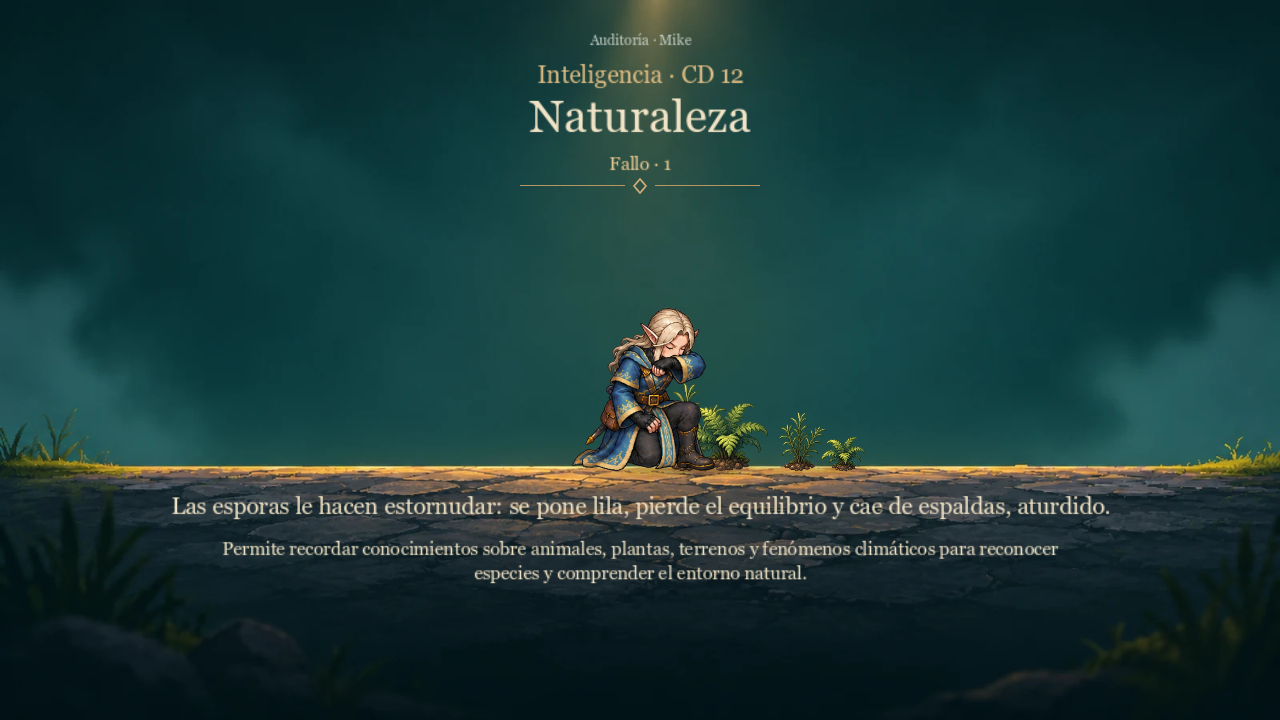 Auditoría · Mike
Inteligencia · CD 12
Naturaleza
Fallo · 1
Las esporas le hacen estornudar: se pone lila, pierde el equilibrio y cae de espaldas, aturdido.
Permite recordar conocimientos sobre animales, plantas, terrenos y fenómenos climáticos para reconocer
especies y comprender el entorno natural.